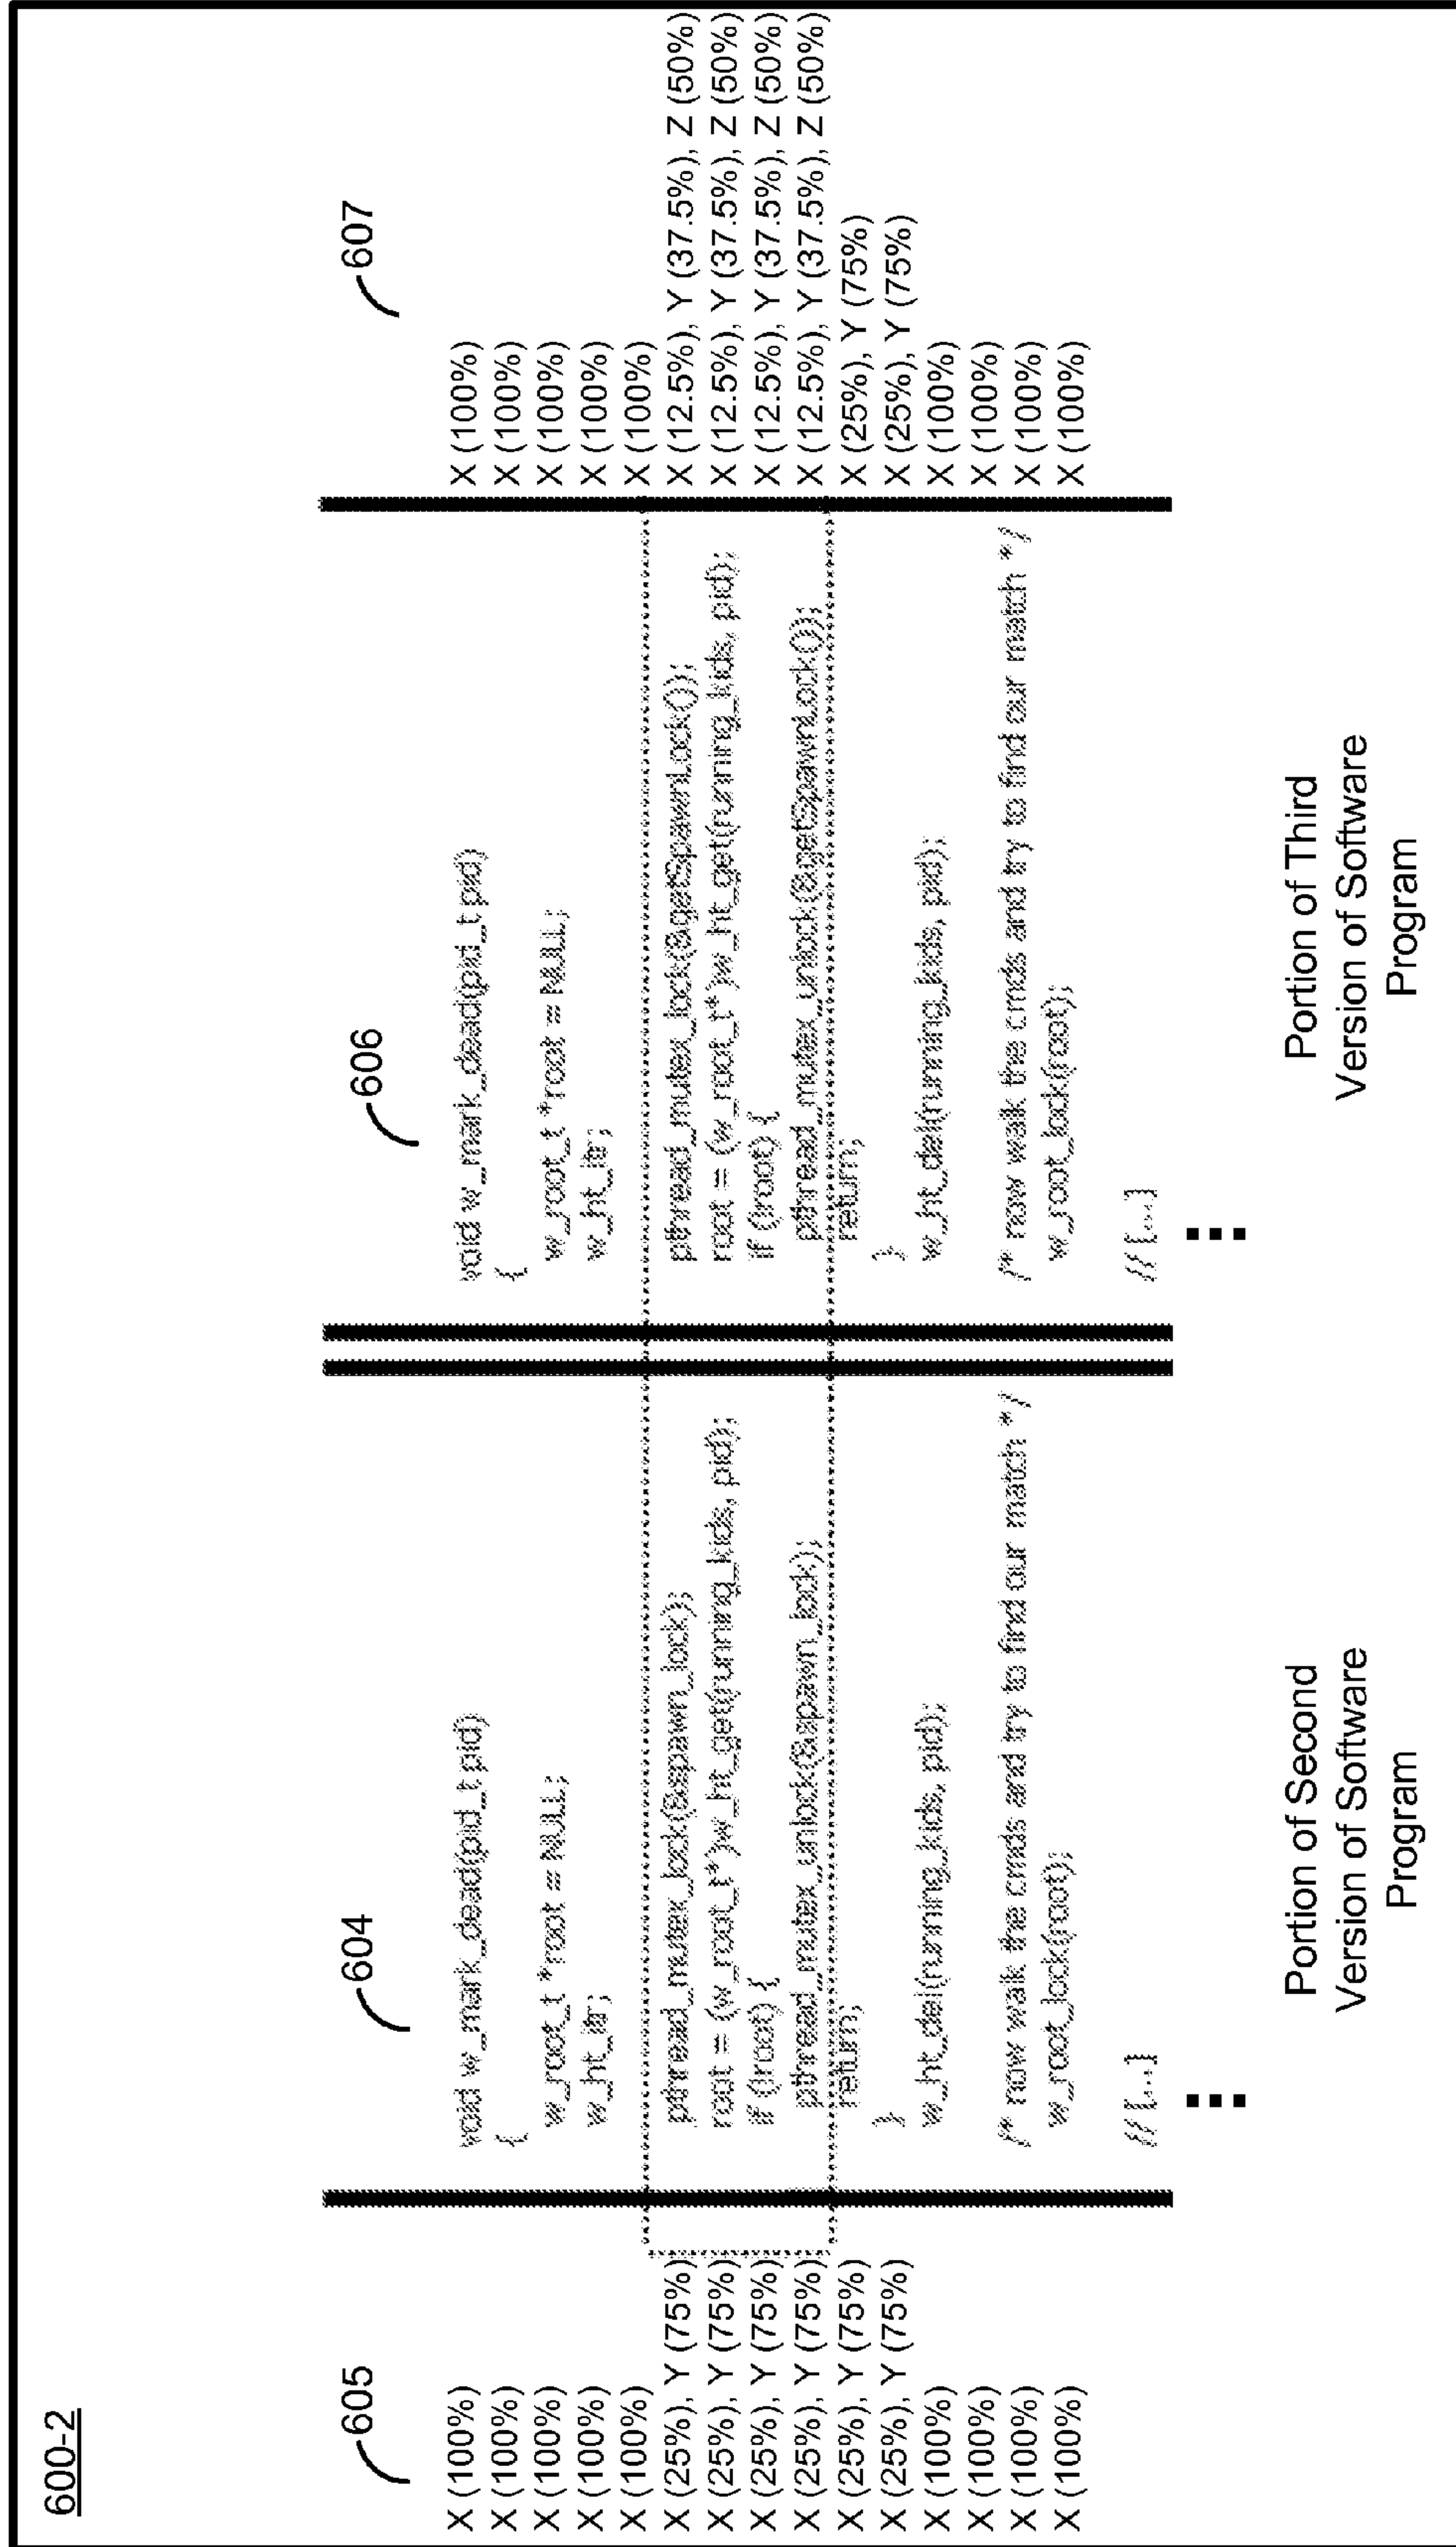 600-2
605
X (100%)
X (100%)
X (100%)
X (100%)
X (100%)
X (25%), Y (75%)
X (25%), Y (75%)
X (25%), Y (75%)
X (25%), Y (75%)
X (25%), Y (75%)
X (25%), Y (75%)
X (100%)
X (100%)
X (100%)
X (100%)
604
void w_mark_dead(pid_t pid)
{
w_root_t *root = NULL;
w_ht_itr;
pthread_mutex_lock(&spawn_lock);
root = (w_root_t*)w_ht_get(running_kids, pid);
if (!root) {
pthread_mutex_unlock(&spawn_lock);
return;
}
w_ht_del(running_kids, pid);
/* now walk the cmds and try to find our match */
w_root_lock(root);
// [...]
Portion of Second
Version of Software
Program
606
void w_mark_dead(pid_t pid)
{
w_root_t *root = NULL;
w_ht_itr;
pthread_mutex_lock(&getSpawnLock());
root = (w_root_t*)w_ht_get(running_kids, pid);
if (!root) {
pthread_mutex_unlock(&getSpawnLock());
return;
}
w_ht_del(running_kids, pid);
/* now walk the cmds and try to find our match */
w_root_lock(root);
// [...]
Portion of Third
Version of Software
Program
607
X (100%)
X (100%)
X (100%)
X (100%)
X (100%)
X (12.5%), Y (37.5%), Z (50%)
X (12.5%), Y (37.5%), Z (50%)
X (12.5%), Y (37.5%), Z (50%)
X (12.5%), Y (37.5%), Z (50%)
X (25%), Y (75%)
X (25%), Y (75%)
X (100%)
X (100%)
X (100%)
X (100%)